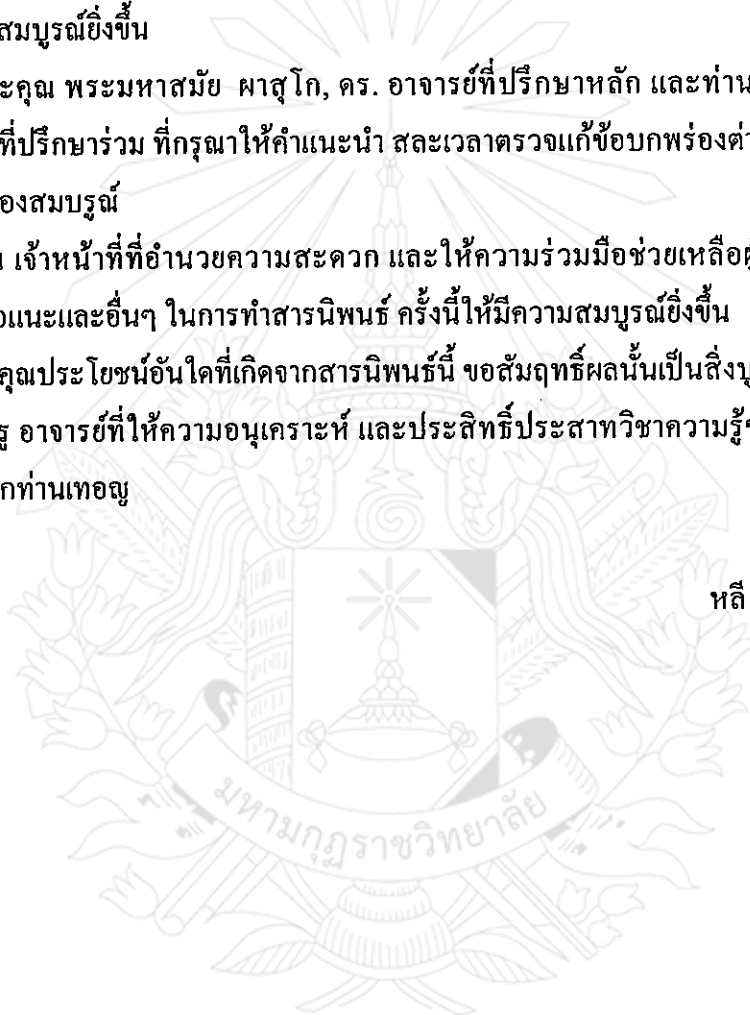 สมบูรณ์ยิ่งขึ้น
ะคุณ พระมหาสมัย ผาสุโก, ดร. อาจารย์ที่ปรึกษาหลัก และท่าน
ที่ปรึกษาร่วม ที่กรุณาให้คำแนะนำ สละเวลาตรวจแก้ข้อบกพร่องต่
องสมบรูณ์
เจ้าหน้าที่ที่อำนวยความสะดวก และให้ความร่วมมือช่วยเหลือ
อแนะและอื่นๆ ในการทำสารนิพนธ์ ครั้งนี้ให้มีความสมบูรณ์ยิ่งขึ้น
คุณประโยชน์อันใดที่เกิดจากสารนิพนธ์นี้ ขอสัมฤทธิ์ผลนั้นเป็นสิ่งบู
รู อาจารย์ที่ให้ความอนุเคราะห์ และประสิทธิ์ประสาทวิชาความรู้
กท่านเทอญ
หลี
มหามกุฏราชวิทยาลัย